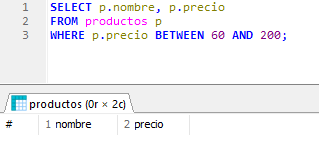 1 SELECT p.nombre, p.precio
2 FROM productos p
3 WHERE p.precio BETWEEN 60 AND 200;
productos (0r × 2c)
# 1 nombre 2 precio